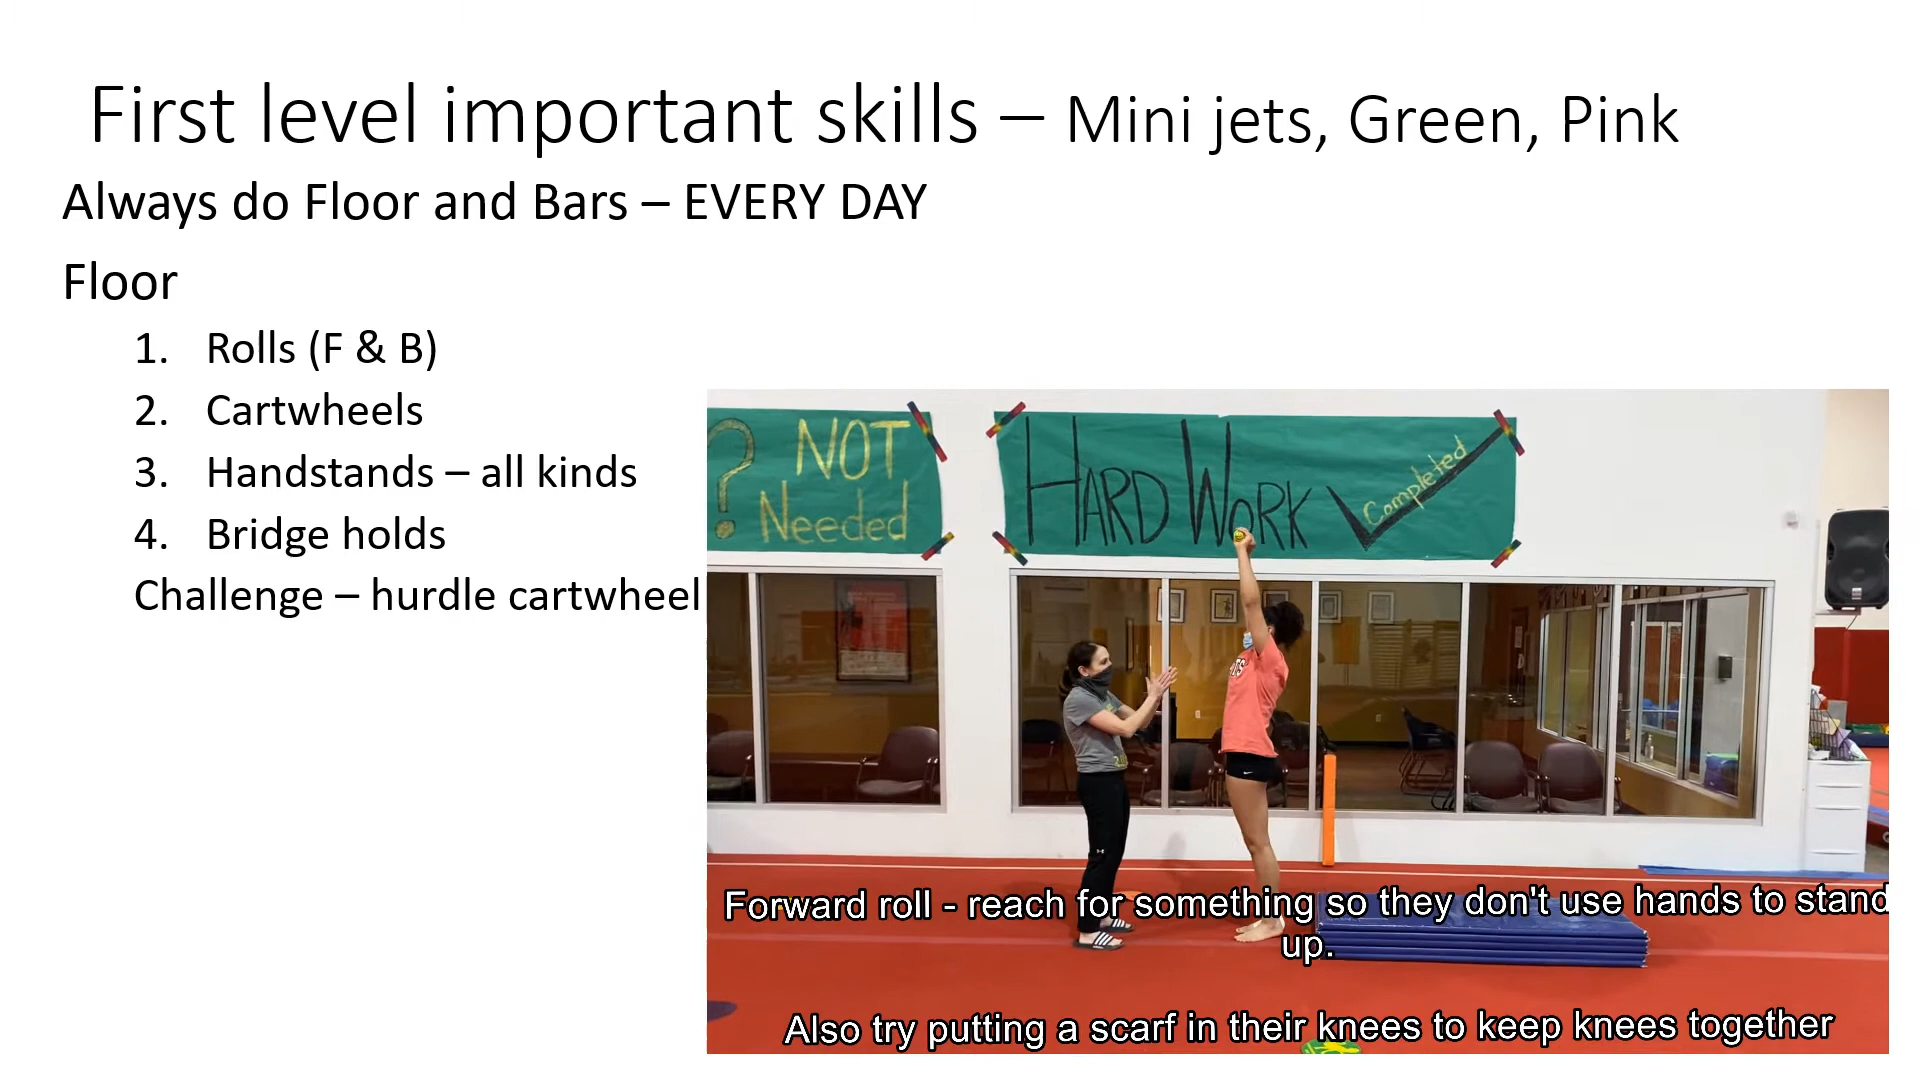 First level important skills – Mini jets, Green, Pink
Always do Floor and Bars – EVERY DAY
Floor
1. Rolls (F & B)
2. Cartwheels
3. Handstands – all kinds
4. Bridge holds
Challenge – hurdle cartwheel
? NOT
Needed
HARD WORK Completed
Forward roll - reach for something so they don't use hands to stand
up.
Also try putting a scarf in their knees to keep knees together